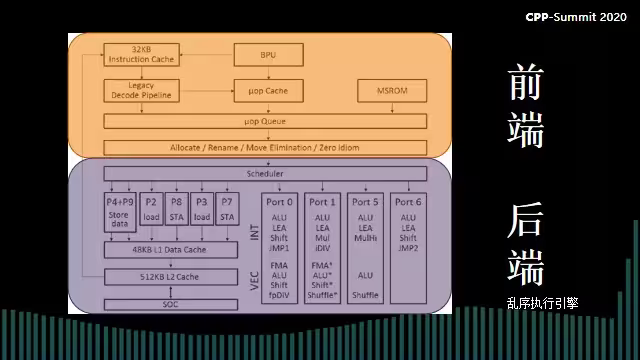 CPP-Summit 2020
32KB
Instruction Cache
BPU
Legacy
Decode Pipeline
μop Cache
MSROM
μop Queue
Allocate / Rename / Move Elimination / Zero Idiom
前端
Scheduler
P4+P9
Store
data
P2
load
P8
STA
P3
load
P7
STA
48KB L1 Data Cache
512KB L2 Cache
SOC
INT
VEC
Port 0
ALU
LEA
Shift
JMP1
FMA
ALU
Shift
fpDIV
Port 1
ALU
LEA
Mul
iDIV
FMA*
ALU*
Shift*
Shuffle*
Port 5
ALU
LEA
MulHi
ALU
Shuffle
Port 6
ALU
LEA
Shift
JMP2
后端
乱序执行引擎